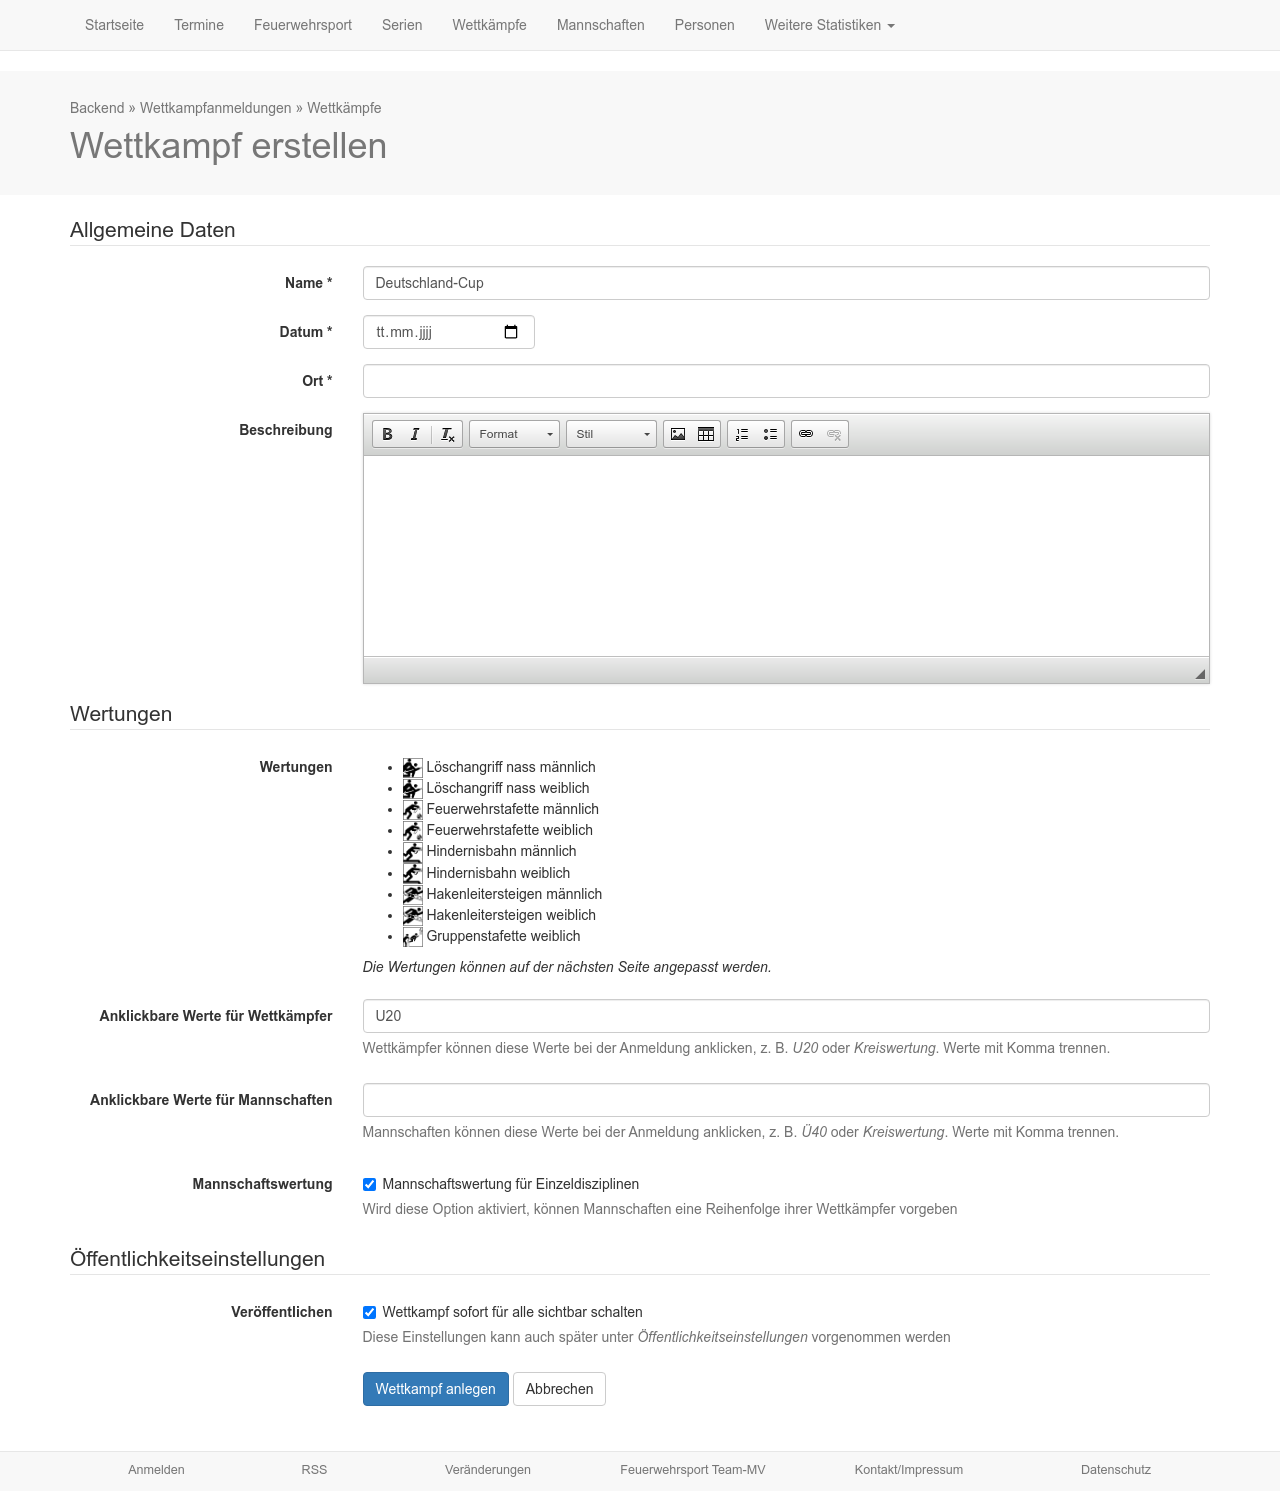 Startseite Termine Feuerwehrsport Serien Wettkämpfe Mannschaften Personen Weitere Statistiken
Backend » Wettkampfanmeldungen » Wettkämpfe
Wettkampf erstellen
Allgemeine Daten
Name * Deutschland-Cup
Datum * tt.mm.jjjj
Ort *
Beschreibung
B I Tx Format Stil
Wertungen
Wertungen
• Löschangriff nass männlich
• Löschangriff nass weiblich
• Feuerwehrstafette männlich
• Feuerwehrstafette weiblich
• Hindernisbahn männlich
• Hindernisbahn weiblich
• Hakenleitersteigen männlich
• Hakenleitersteigen weiblich
• Gruppenstafette weiblich
Die Wertungen können auf der nächsten Seite angepasst werden.
Anklickbare Werte für Wettkämpfer U20
Wettkämpfer können diese Werte bei der Anmeldung anklicken, z. B. U20 oder Kreiswertung. Werte mit Komma trennen.
Anklickbare Werte für Mannschaften
Mannschaften können diese Werte bei der Anmeldung anklicken, z. B. Ü40 oder Kreiswertung. Werte mit Komma trennen.
Mannschaftswertung Mannschaftswertung für Einzeldisziplinen
Wird diese Option aktiviert, können Mannschaften eine Reihenfolge ihrer Wettkämpfer vorgeben
Öffentlichkeitseinstellungen
Veröffentlichen Wettkampf sofort für alle sichtbar schalten
Diese Einstellungen kann auch später unter Öffentlichkeitseinstellungen vorgenommen werden
Wettkampf anlegen Abbrechen
Anmelden RSS Veränderungen Feuerwehrsport Team-MV Kontakt/Impressum Datenschutz